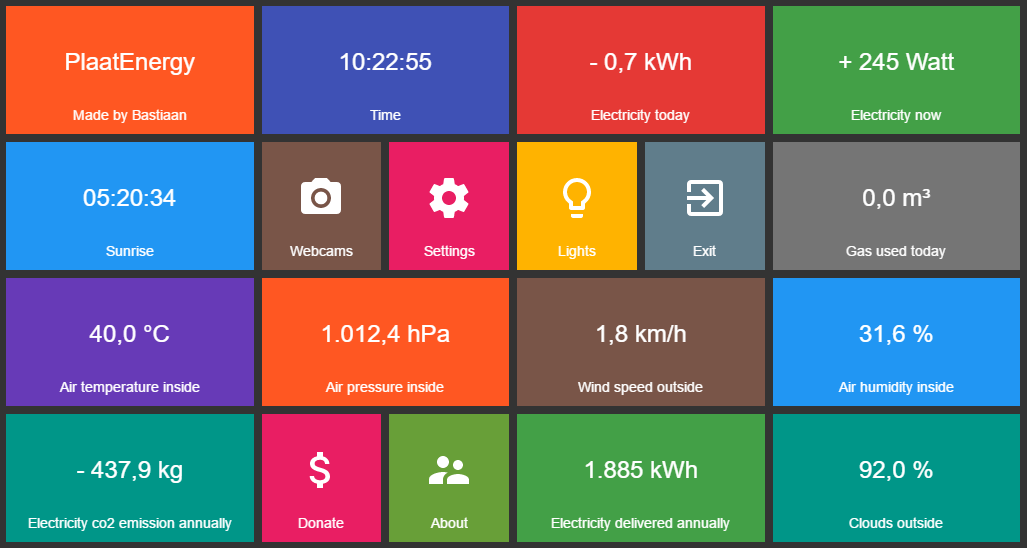 PlaatEnergy
Made by Bastiaan
10:22:55
Time
- 0,7 kWh
Electricity today
+ 245 Watt
Electricity now
05:20:34
Sunrise
Webcams
Settings
Lights
Exit
0,0 m³
Gas used today
40,0 °C
Air temperature inside
1.012,4 hPa
Air pressure inside
1,8 km/h
Wind speed outside
31,6 %
Air humidity inside
- 437,9 kg
Electricity co2 emission annually
$
Donate
About
1.885 kWh
Electricity delivered annually
92,0 %
Clouds outside